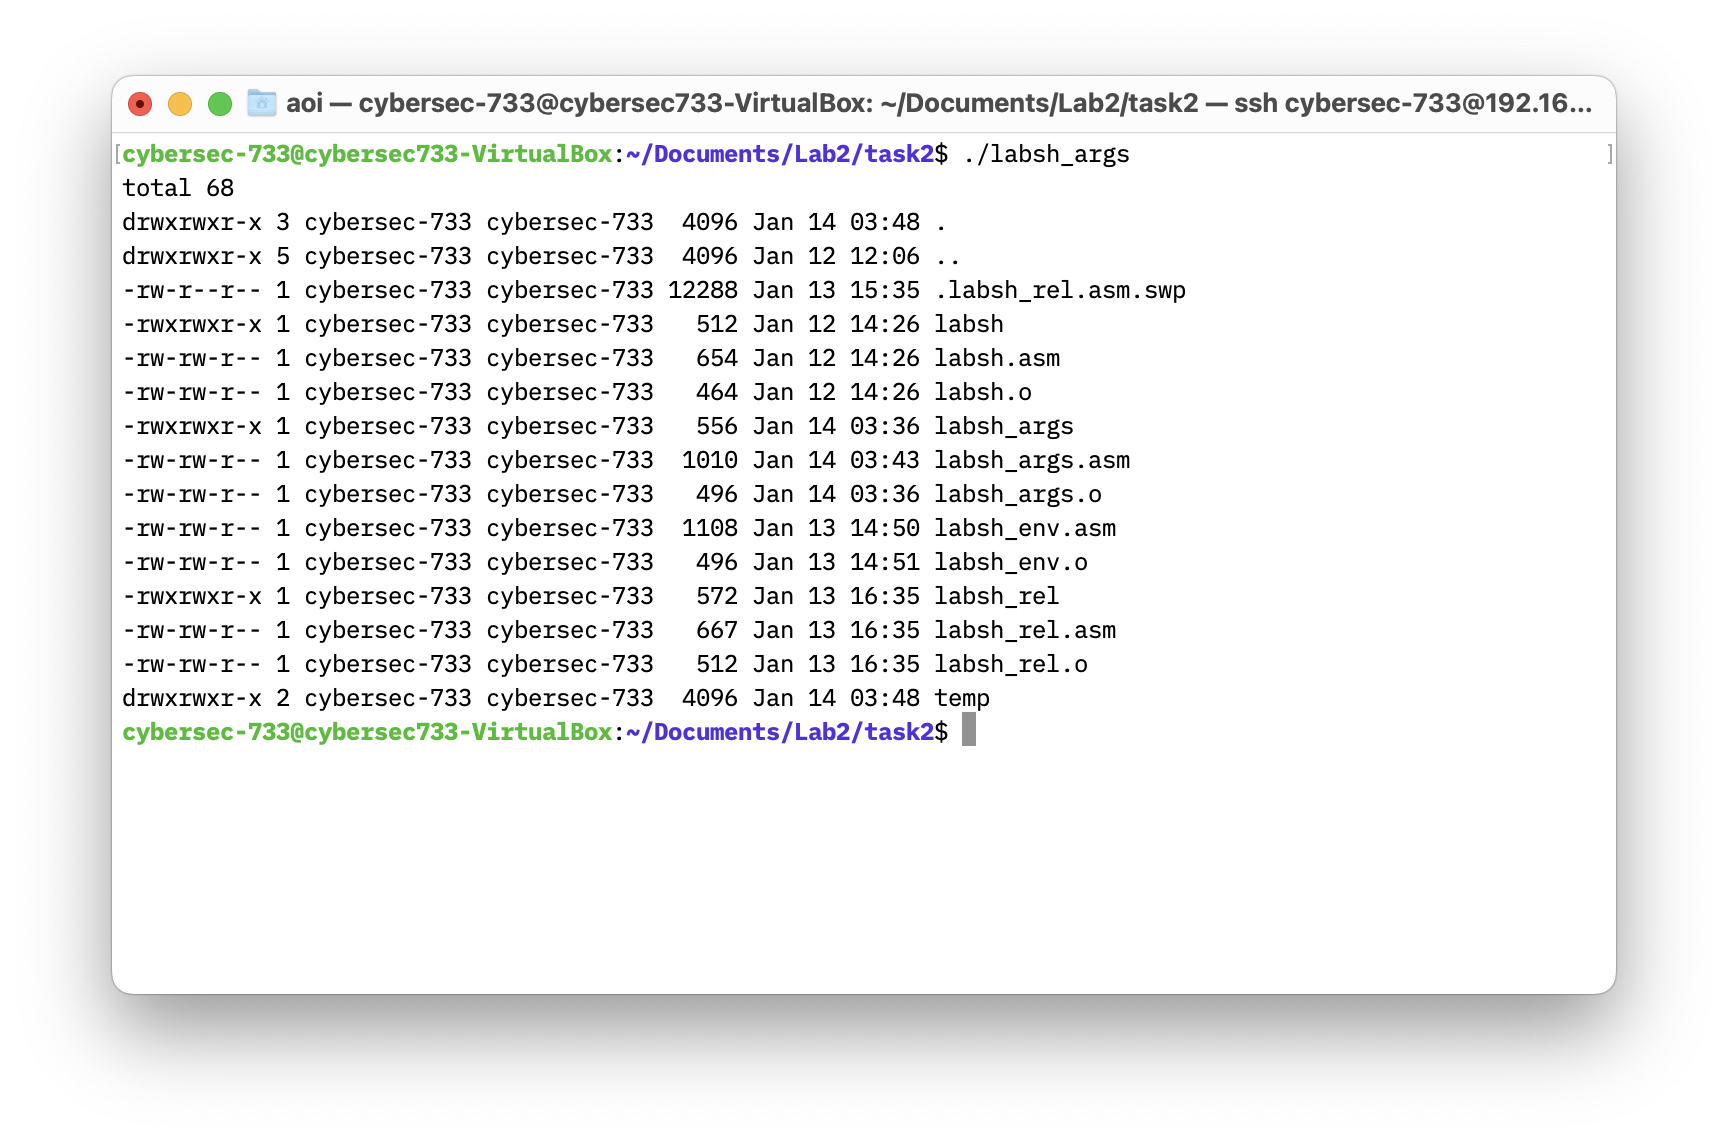 aoi — cybersec-733@cybersec733-VirtualBox: ~/Documents/Lab2/task2 — ssh cybersec-733@192.16...
[cybersec-733@cybersec733-VirtualBox:~/Documents/Lab2/task2$ ./labsh_args ]
total 68
drwxrwxr-x 3 cybersec-733 cybersec-733  4096 Jan 14 03:48 .
drwxrwxr-x 5 cybersec-733 cybersec-733  4096 Jan 12 12:06 ..
-rw-r--r-- 1 cybersec-733 cybersec-733 12288 Jan 13 15:35 .labsh_rel.asm.swp
-rwxrwxr-x 1 cybersec-733 cybersec-733   512 Jan 12 14:26 labsh
-rw-rw-r-- 1 cybersec-733 cybersec-733   654 Jan 12 14:26 labsh.asm
-rw-rw-r-- 1 cybersec-733 cybersec-733   464 Jan 12 14:26 labsh.o
-rwxrwxr-x 1 cybersec-733 cybersec-733   556 Jan 14 03:36 labsh_args
-rw-rw-r-- 1 cybersec-733 cybersec-733  1010 Jan 14 03:43 labsh_args.asm
-rw-rw-r-- 1 cybersec-733 cybersec-733   496 Jan 14 03:36 labsh_args.o
-rw-rw-r-- 1 cybersec-733 cybersec-733  1108 Jan 13 14:50 labsh_env.asm
-rw-rw-r-- 1 cybersec-733 cybersec-733   496 Jan 13 14:51 labsh_env.o
-rwxrwxr-x 1 cybersec-733 cybersec-733   572 Jan 13 16:35 labsh_rel
-rw-rw-r-- 1 cybersec-733 cybersec-733   667 Jan 13 16:35 labsh_rel.asm
-rw-rw-r-- 1 cybersec-733 cybersec-733   512 Jan 13 16:35 labsh_rel.o
drwxrwxr-x 2 cybersec-733 cybersec-733  4096 Jan 14 03:48 temp
cybersec-733@cybersec733-VirtualBox:~/Documents/Lab2/task2$